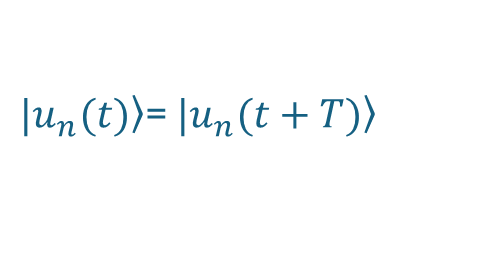 |uₙ(t)⟩= |uₙ(t + T)⟩